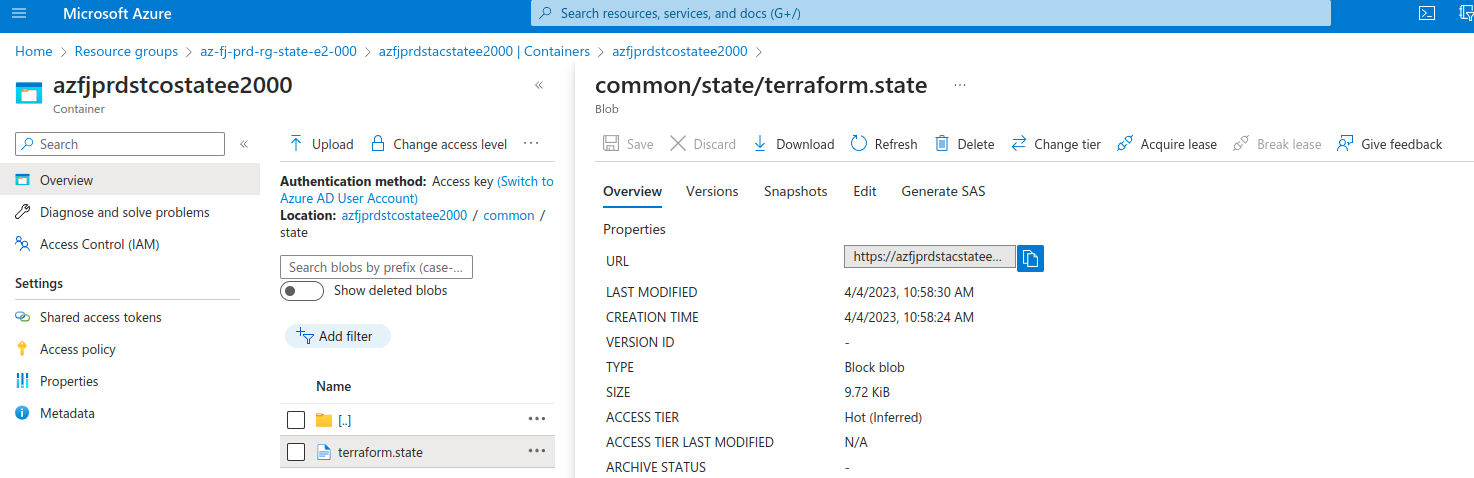 Microsoft Azure
Search resources, services, and docs (G+/)
Home > Resource groups > az-fj-prd-rg-state-e2-000 > azfjprdstacstatee2000 | Containers > azfjprdstcostatee2000 >
azfjprdstcostatee2000
Container
Search
Overview
Diagnose and solve problems
Access Control (IAM)
Settings
Shared access tokens
Access policy
Properties
Metadata
Upload
Change access level
Authentication method: Access key (Switch to
Azure AD User Account)
Location: azfjprdstcostatee2000 / common /
state
Search blobs by prefix (case-...
Show deleted blobs
Add filter
Name
[..]
terraform.state
common/state/terraform.state
Blob
Save Discard Download Refresh Delete Change tier Acquire lease Break lease Give feedback
Overview Versions Snapshots Edit Generate SAS
Properties
URL https://azfjprdstacstatee...
LAST MODIFIED 4/4/2023, 10:58:30 AM
CREATION TIME 4/4/2023, 10:58:24 AM
VERSION ID -
TYPE Block blob
SIZE 9.72 KiB
ACCESS TIER Hot (Inferred)
ACCESS TIER LAST MODIFIED N/A
ARCHIVE STATUS -